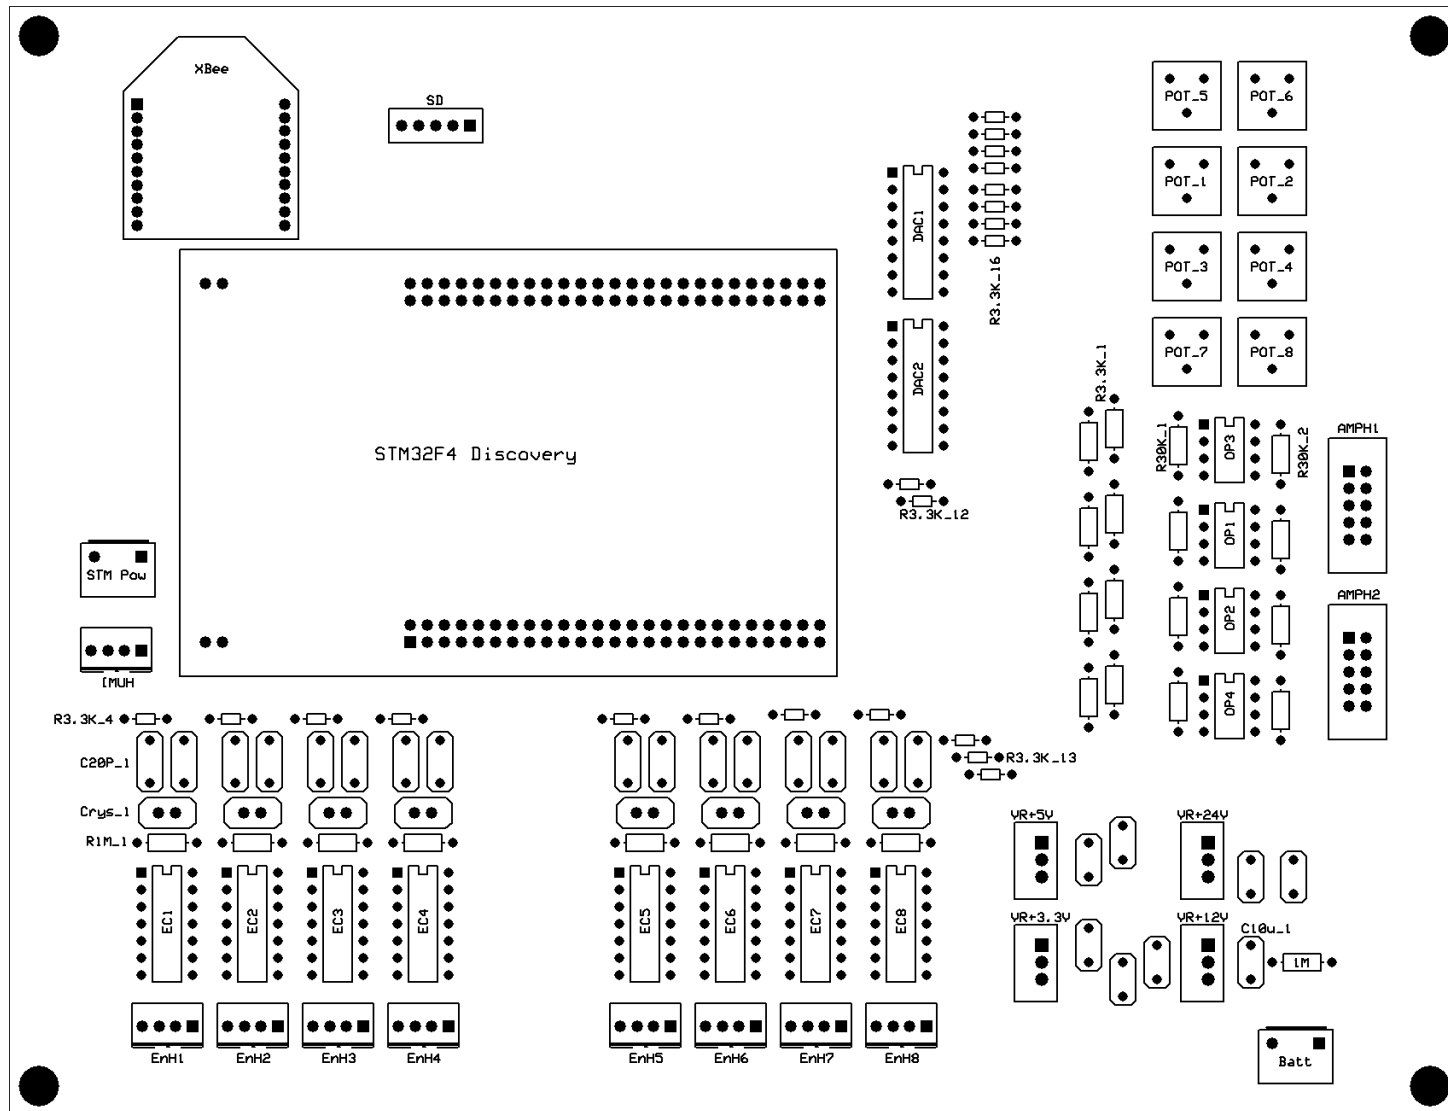 XBee
SD
POT_5
POT_6
POT_1
POT_2
POT_3
POT_4
POT_7
POT_8
DAC1
R3.3K_16
DAC2
R3.3K_12
STM32F4 Discovery
R3.3K_1
R30K_1
OP3
R30K_2
AMPH1
OP1
OP2
AMPH2
OP4
STM Pow
IMUH
R3.3K_4
C20P_1
Crys_1
R1M_1
R3.3K_13
EC1
EC2
EC3
EC4
EC5
EC6
EC7
EC8
VR+5V
VR+24V
VR+3.3V
VR+12V
C10u_1
1M
EnH1
EnH2
EnH3
EnH4
EnH5
EnH6
EnH7
EnH8
Batt